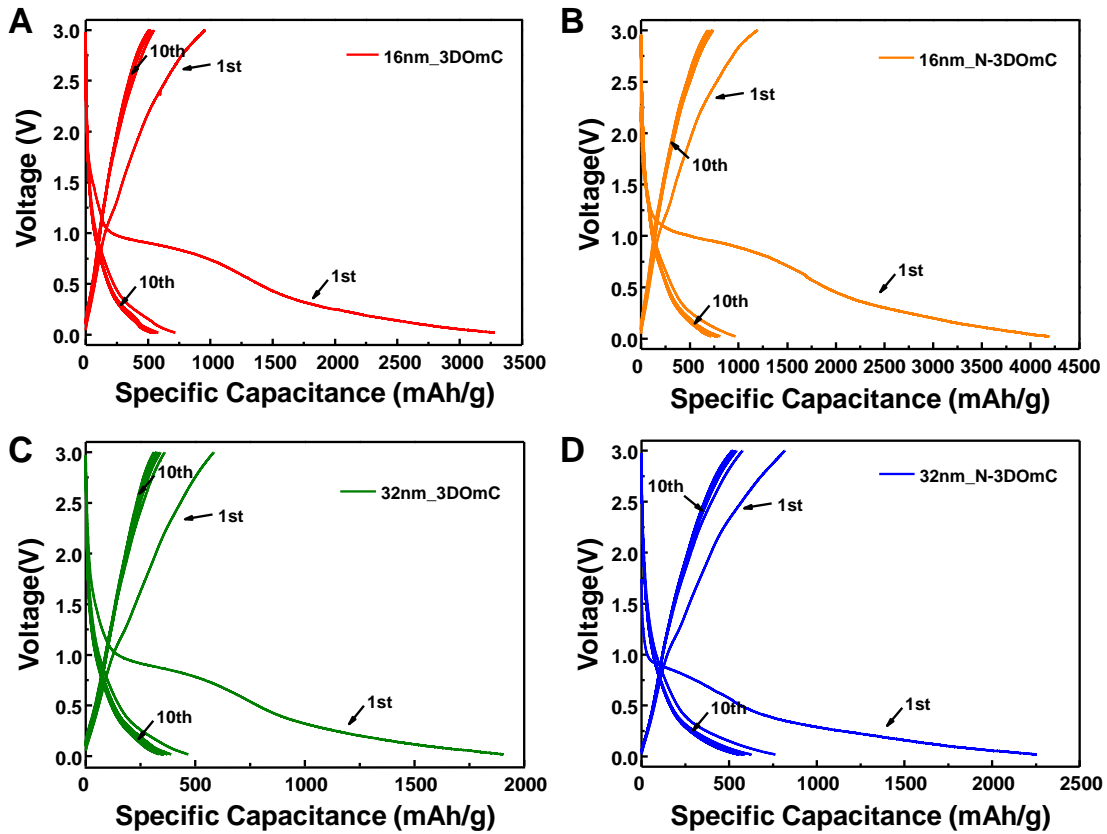 A
3.0
2.5
2.0
1.5
1.0
0.5
0.0
Voltage (V)
10th
1st
16nm_3DOmC
10th
1st
0 500 1000 1500 2000 2500 3000 3500
Specific Capacitance (mAh/g)
B
3.0
2.5
2.0
1.5
1.0
0.5
0.0
Voltage(V)
16nm_N-3DOmC
1st
10th
1st
10th
0 500 1000 1500 2000 2500 3000 3500 4000 4500
Specific Capacitance (mAh/g)
C
3.0
2.5
2.0
1.5
1.0
0.5
0.0
Voltage(V)
10th
32nm_3DOmC
1st
10th
1st
0 500 1000 1500 2000
Specific Capacitance (mAh/g)
D
3.0
2.5
2.0
1.5
1.0
0.5
0.0
Voltage(V)
32nm_N-3DOmC
10th
1st
10th
1st
0 500 1000 1500 2000 2500
Specific Capacitance (mAh/g)